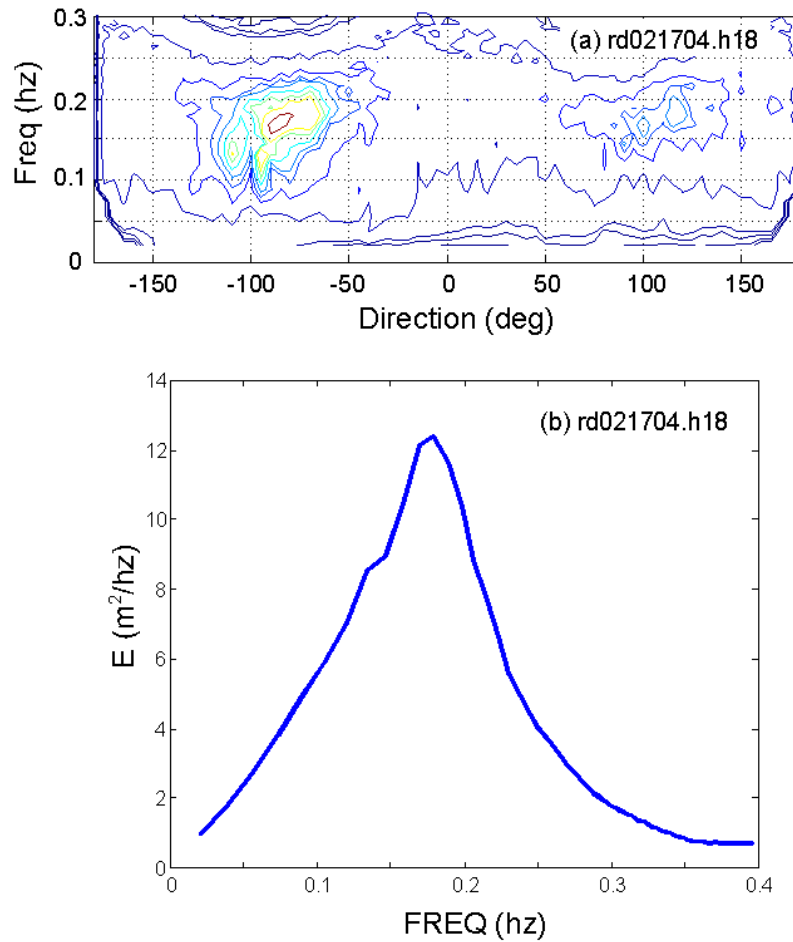 (a) rd021704.h18
Freq (hz)
0.3
0.2
0.1
0
-150 -100 -50 0 50 100 150
Direction (deg)
(b) rd021704.h18
E (m²/hz)
14
12
10
8
6
4
2
0
0 0.1 0.2 0.3 0.4
FREQ (hz)